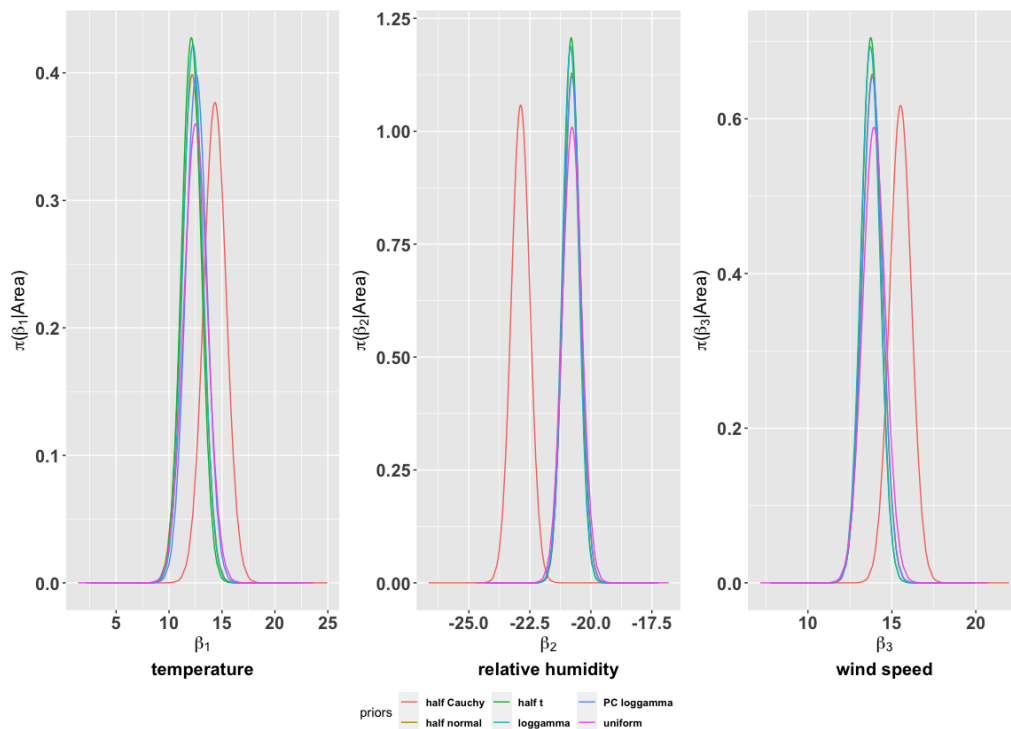 π(β₁|Area)
0.4
0.3
0.2
0.1
0.0
5 10 15 20 25
β₁
temperature
π(β₂|Area)
1.25
1.00
0.75
0.50
0.25
0.00
-25.0 -22.5 -20.0 -17.5
β₂
relative humidity
π(β₃|Area)
0.6
0.4
0.2
0.0
10 15 20
β₃
wind speed
priors
half Cauchy half t PC loggamma
half normal loggamma uniform